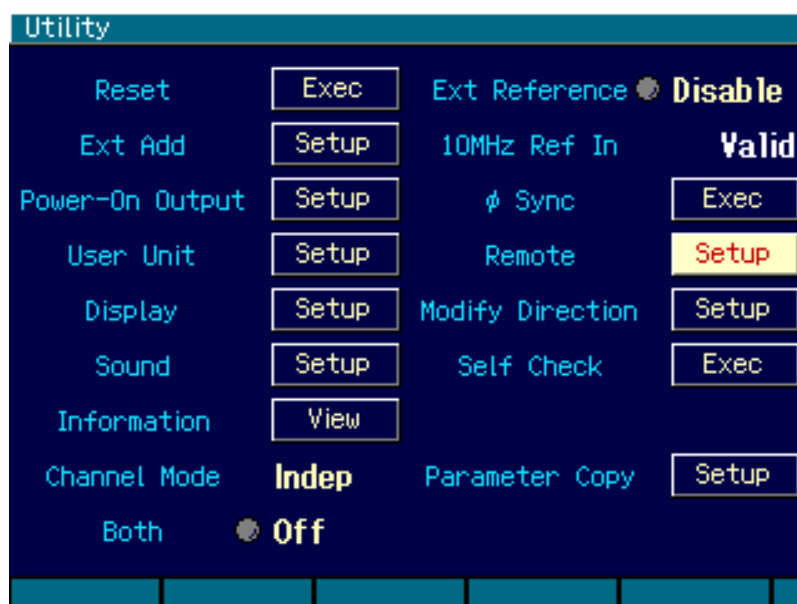 Utility
Reset Exec Ext Reference Disable
Ext Add Setup 10MHz Ref In Valid
Power-On Output Setup ϕ Sync Exec
User Unit Setup Remote Setup
Display Setup Modify Direction Setup
Sound Setup Self Check Exec
Information View
Channel Mode Indep Parameter Copy Setup
Both Off